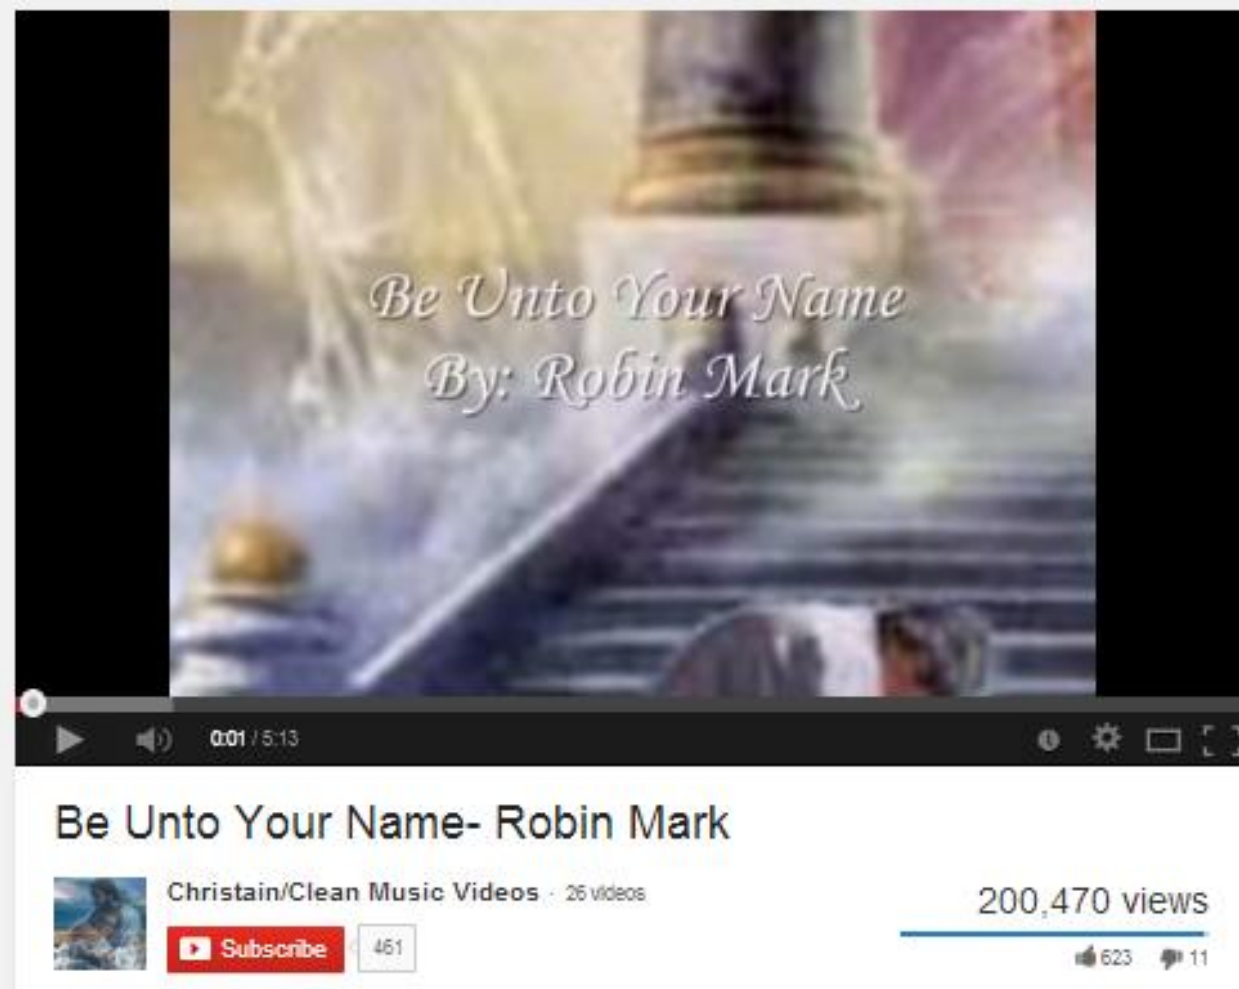 Be Unto Your Name
By: Robin Mark
0:01 / 5:13
Be Unto Your Name- Robin Mark
Christain/Clean Music Videos · 26 videos
Subscribe 461
200,470 views
623 11